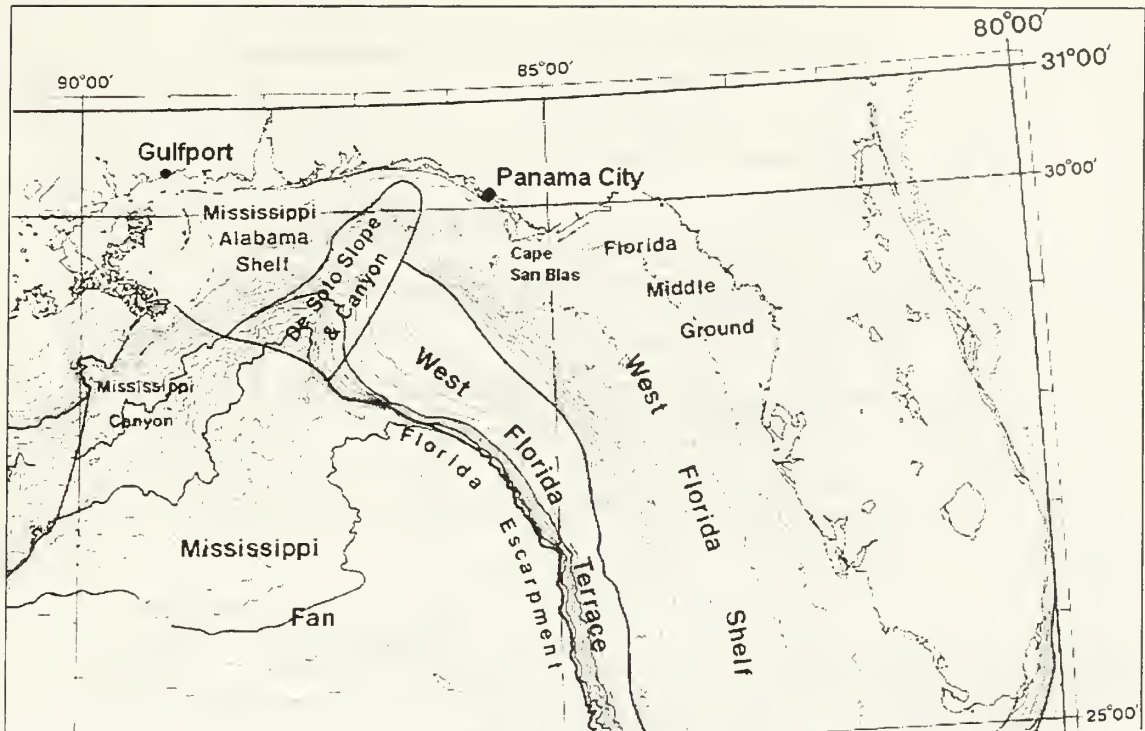 80°00'
90°00'
85°00'
31°00'
Gulfport
Panama City
30°00'
Mississippi
Alabama
Shelf
De Solo Slope
& Canyon
Cape
San Blas
Florida
Middle
Ground
Mississippi
Canyon
West
Florida
Terrace
West
Florida
Shelf
Florida
Escarpment
Mississippi
Fan
25°00'